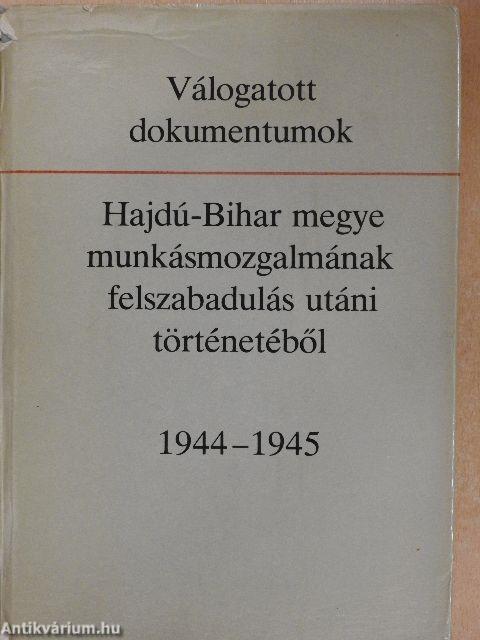 Válogatott
dokumentumok
Hajdú-Bihar megye
munkásmozgalmának
felszabadulás utáni
történetéből
1944–1945
Antikvárium.hu